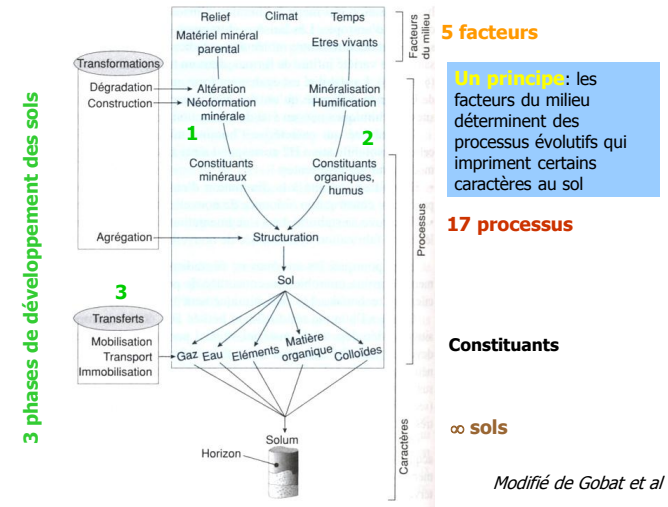 Relief Climat Temps
Matériel minéral
parental
Etres vivants
Facteurs
du milieu
5 facteurs
Transformations
Dégradation
Construction
Altération
Néoformation
minérale
Minéralisation
Humification
Un principe: les
facteurs du milieu
déterminent des
processus évolutifs qui
impriment certains
caractères au sol
1
2
Constituants
minéraux
Constituants
organiques,
humus
3 phases de développement des sols
Processus
17 processus
Agrégation
Structuration
Sol
3
Transferts
Mobilisation
Transport
Immobilisation
Gaz Eau Eléments Matière
organique Colloïdes
Constituants
Caractères
∞ sols
Solum
Horizon
Modifié de Gobat et al